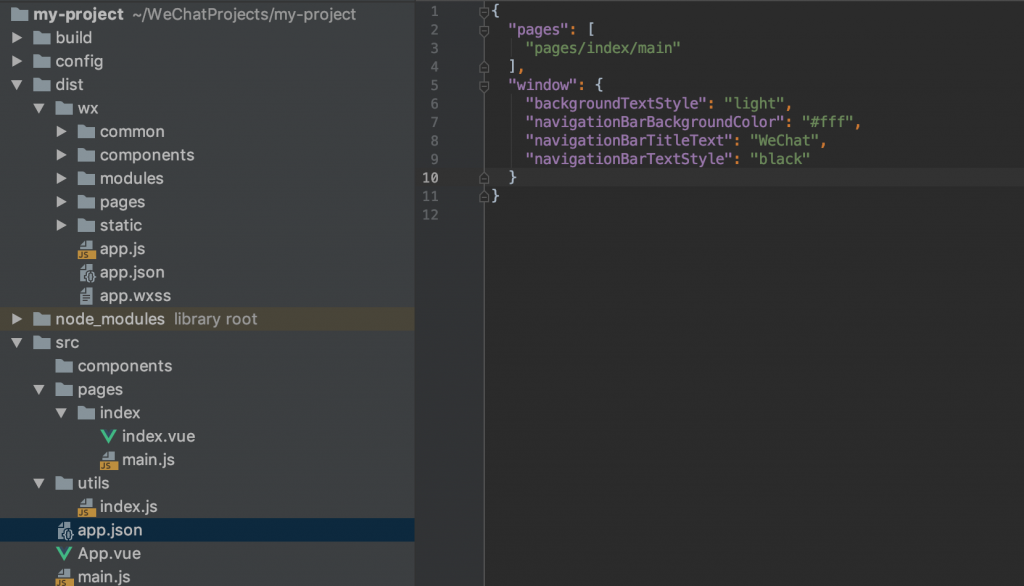 my-project ~/WeChatProjects/my-project
build
config
dist
wx
common
components
modules
pages
static
app.js
app.json
app.wxss
node_modules library root
src
components
pages
index
index.vue
main.js
utils
index.js
app.json
App.vue
main.js
1 {
2 "pages": [
3 "pages/index/main"
4 ],
5 "window": {
6 "backgroundTextStyle": "light",
7 "navigationBarBackgroundColor": "#fff",
8 "navigationBarTitleText": "WeChat",
9 "navigationBarTextStyle": "black"
10 }
11 }
12